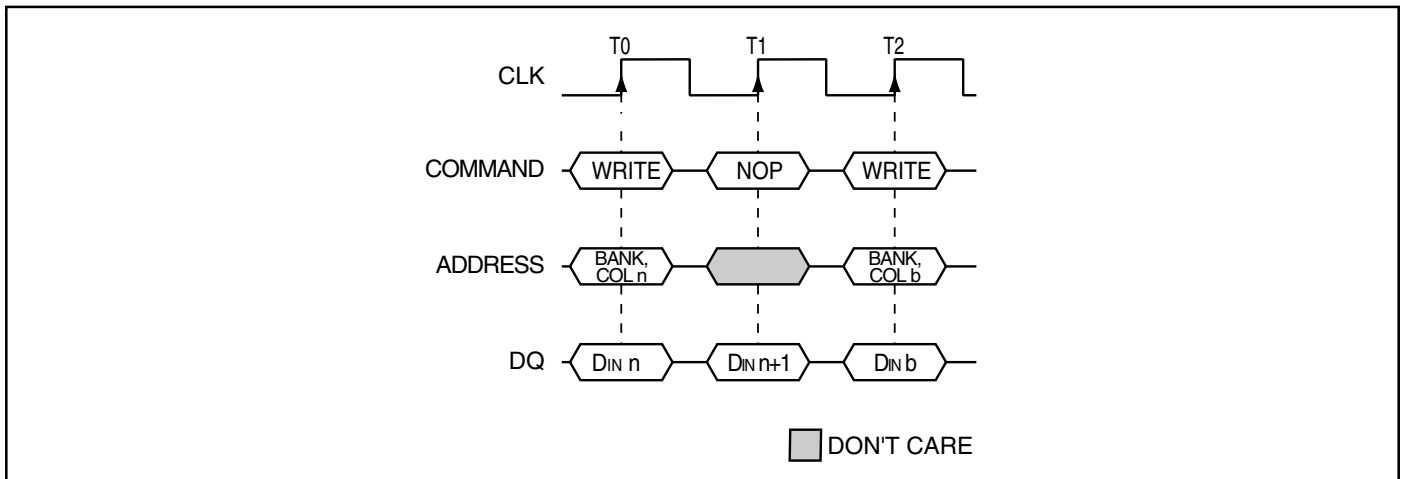 T0 T1 T2
CLK
COMMAND WRITE NOP WRITE
ADDRESS BANK, COL n BANK, COL b
DQ DIN n DIN n+1 DIN b
DON'T CARE